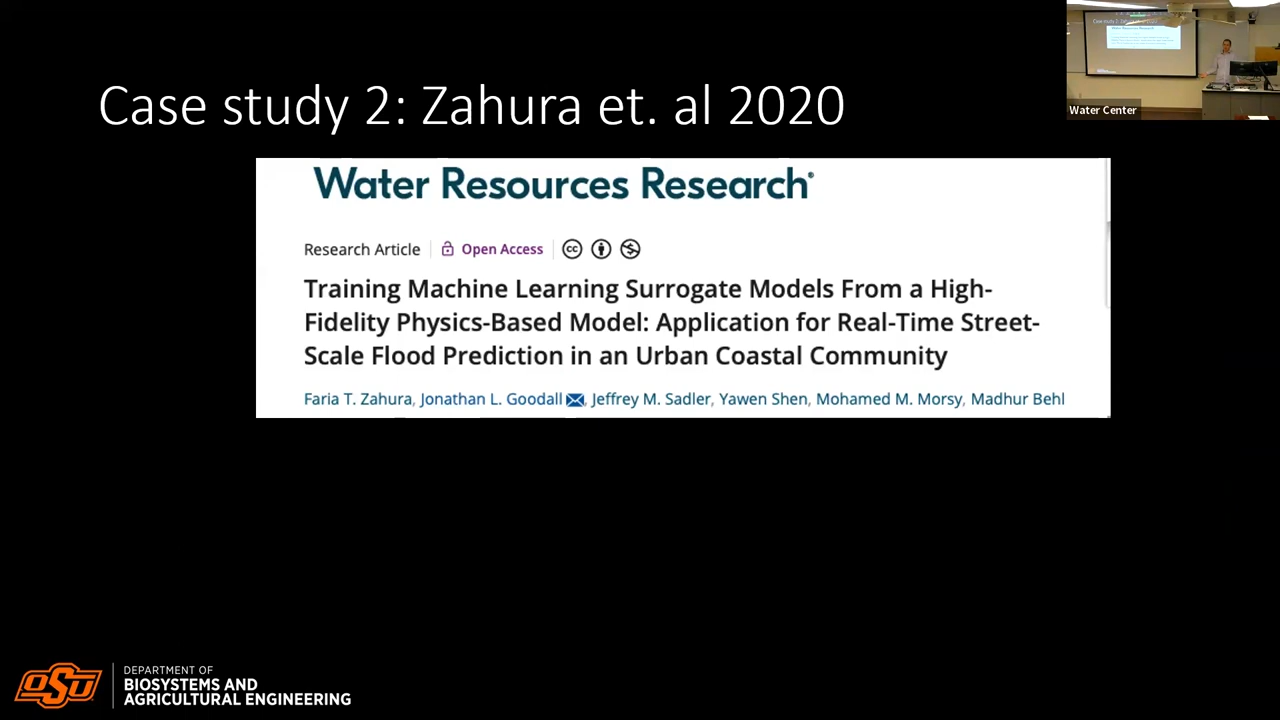 Case study 2: Zahura et. al 2020
Water Center
Water Resources Research®
Research Article
Open Access
Training Machine Learning Surrogate Models From a High-
Fidelity Physics-Based Model: Application for Real-Time Street-
Scale Flood Prediction in an Urban Coastal Community
Faria T. Zahura, Jonathan L. Goodall, Jeffrey M. Sadler, Yawen Shen, Mohamed M. Morsy, Madhur Behl
OSU
DEPARTMENT OF
BIOSYSTEMS AND
AGRICULTURAL ENGINEERING